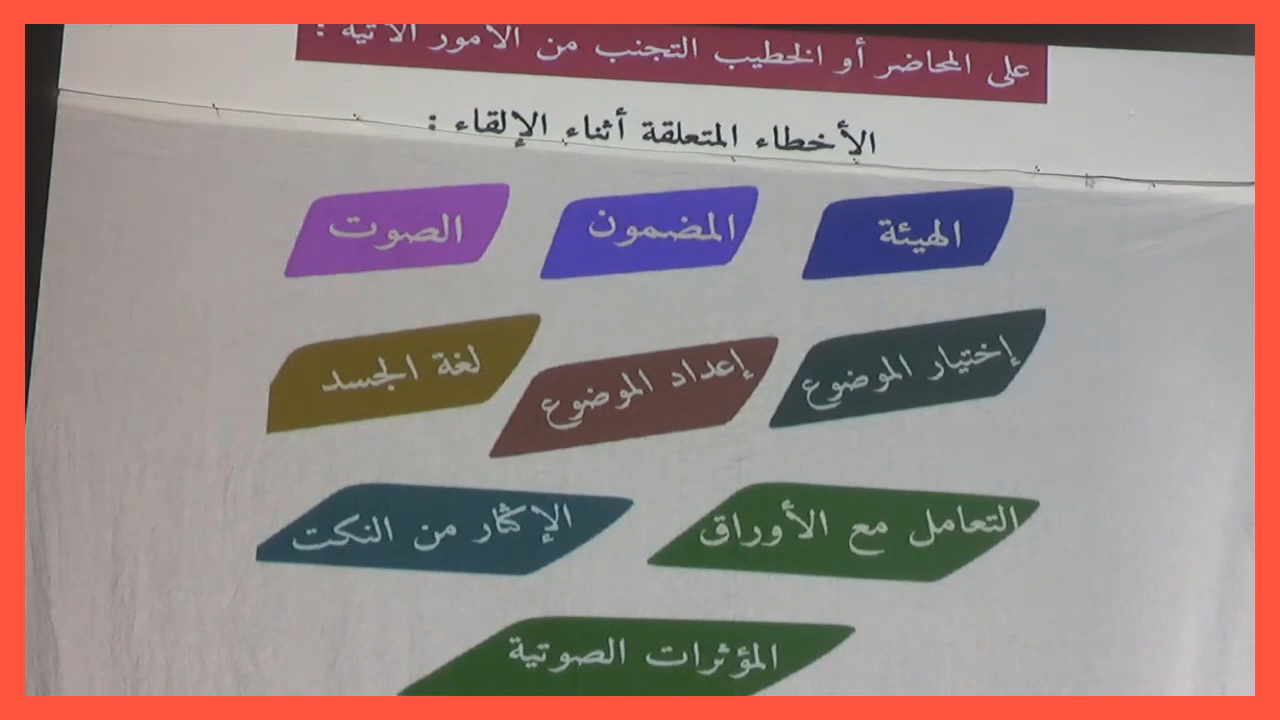 على المحاضر أو الخطيب التجنب من الأمور الآتية :
الأخطاء المتعلقة أثناء الإلقاء :
الهيئة
المضمون
الصوت
إختيار الموضوع
إعداد الموضوع
لغة الجسد
التعامل مع الأوراق
الإكثار من النكت
المؤثرات الصوتية